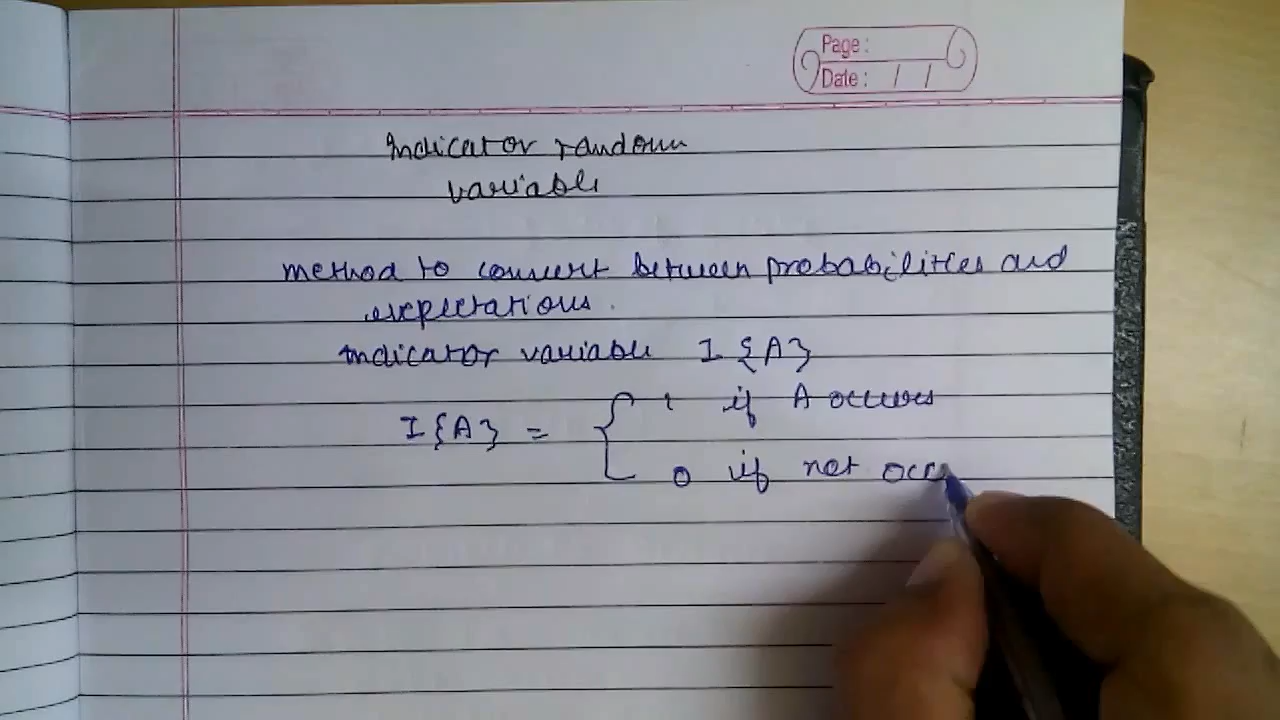 Page:
Date: / /
Indicator random
variable
method to convert between probabilities and
expectations.
Indicator variable I {A}
I{A} = { 1 if A occurs
0 if not occ